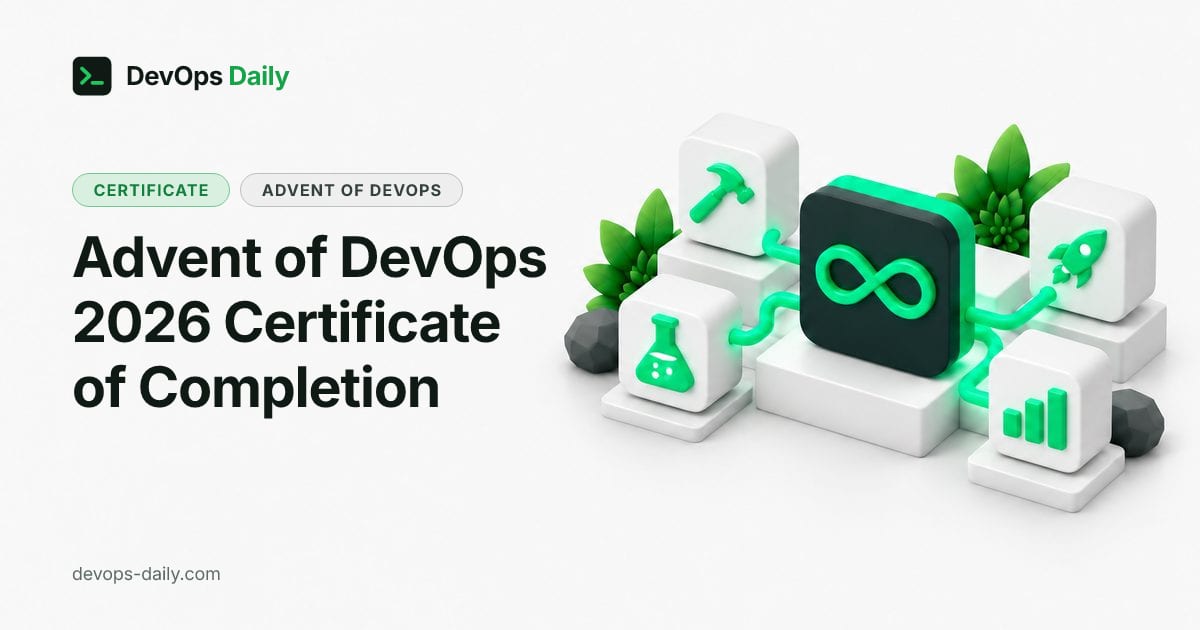 DevOps Daily
CERTIFICATE
ADVENT OF DEVOPS
Advent of DevOps
2026 Certificate
of Completion
devops-daily.com